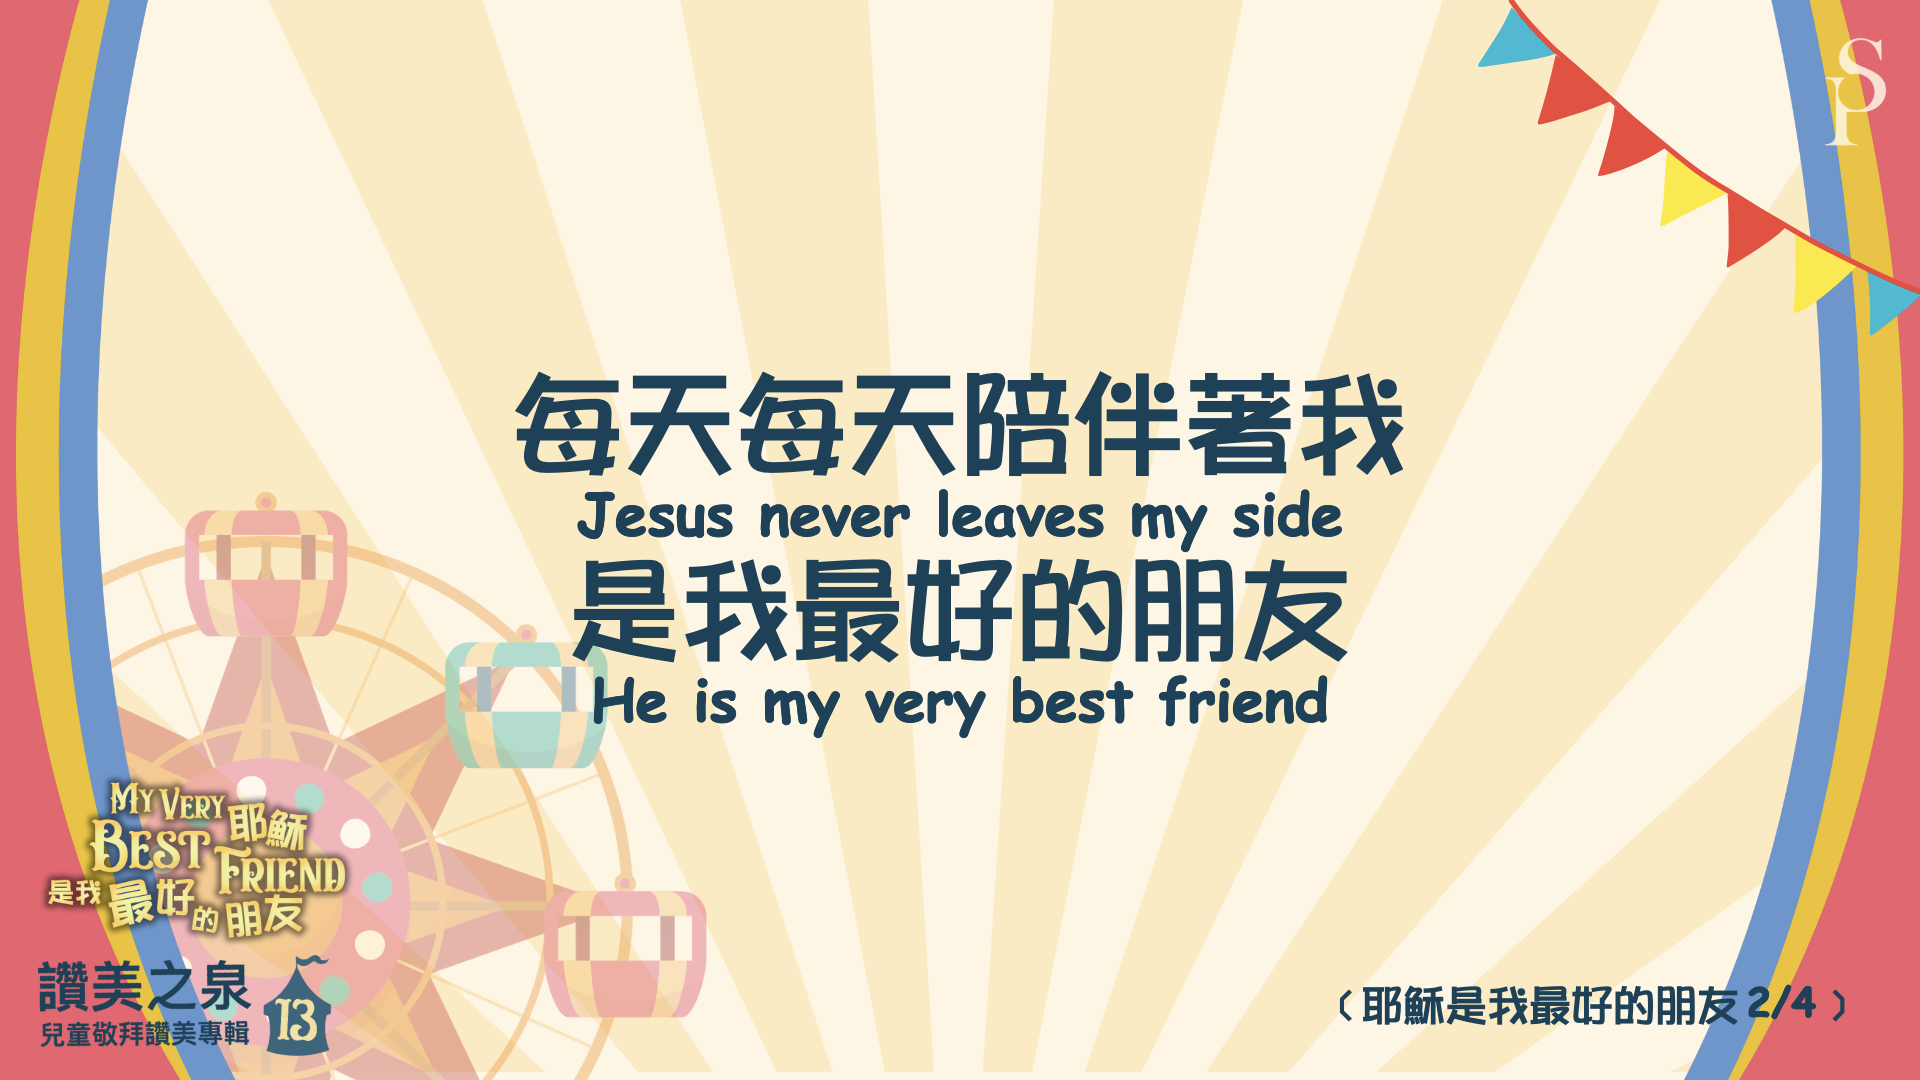 每天每天陪伴著我
Jesus never leaves my side
是我最好的朋友
He is my very best friend
MY VERY
BEST 耶穌
FRIEND
是我最好的朋友
讚美之泉
兒童敬拜讚美專輯 13
(耶穌是我最好的朋友 2/4)
SP